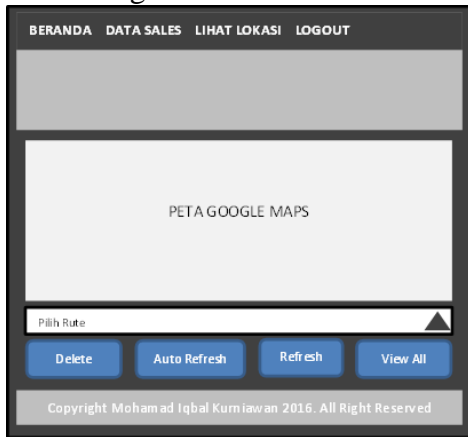 BERANDA DATA SALES LIHAT LOKASI LOGOUT
PETA GOOGLE MAPS
Pilih Rute
Delete Auto Refresh Refresh View All
Copyright Mohamad Iqbal Kurniawan 2016. All Right Reserved